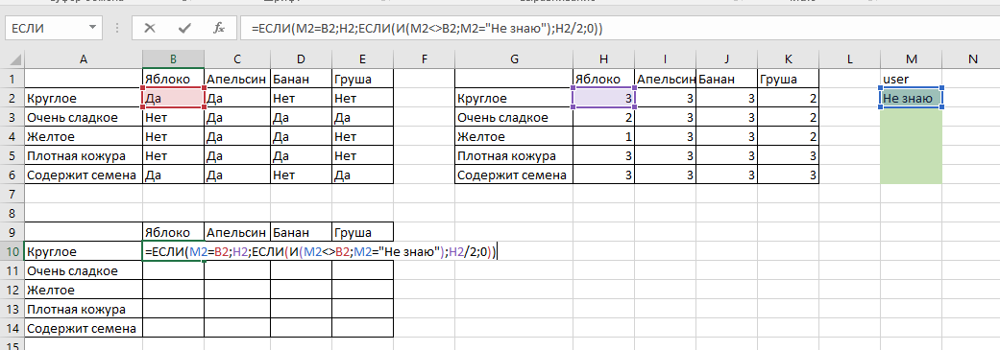 ЕСЛИ
=ЕСЛИ(M2=B2;H2;ЕСЛИ(И(M2<>B2;M2="Не знаю");H2/2;0))
A B C D E F G H I J K L M N
1 Яблоко Апельсин Банан Груша Яблоко Апельсин Банан Груша user
2 Круглое Да Да Нет Нет Круглое 3 3 3 2 Не знаю
3 Очень сладкое Нет Да Да Да Очень сладкое 2 3 3 2
4 Желтое Нет Да Да Нет Желтое 1 3 3 2
5 Плотная кожура Нет Да Да Нет Плотная кожура 3 3 3 3
6 Содержит семена Да Да Нет Да Содержит семена 3 3 3 3
7
8
9 Яблоко Апельсин Банан Груша
10 Круглое =ЕСЛИ(M2=B2;H2;ЕСЛИ(И(M2<>B2;M2="Не знаю");H2/2;0))
11 Очень сладкое
12 Желтое
13 Плотная кожура
14 Содержит семена
15